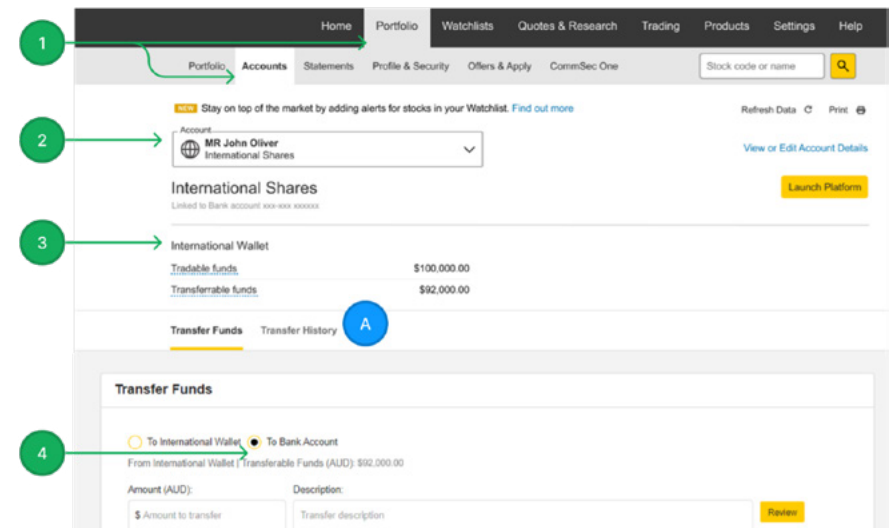 Home Portfolio Watchlists Quotes & Research Trading Products Settings Help
1
Portfolio Accounts Statements Profile & Security Offers & Apply CommSec One Stock code or name
NEW Stay on top of the market by adding alerts for stocks in your Watchlist. Find out more
Refresh Data Print
Account
2
MR John Oliver
International Shares
View or Edit Account Details
International Shares
Launch Platform
Linked to Bank account xxx-xxx xxxxxx
3
International Wallet
Tradable funds $100,000.00
Transferrable funds $92,000.00
Transfer Funds Transfer History A
Transfer Funds
To International Wallet To Bank Account
4
From International Wallet | Transferable Funds (AUD): $92,000.00
Amount (AUD): Description:
$ Amount to transfer Transfer description Review